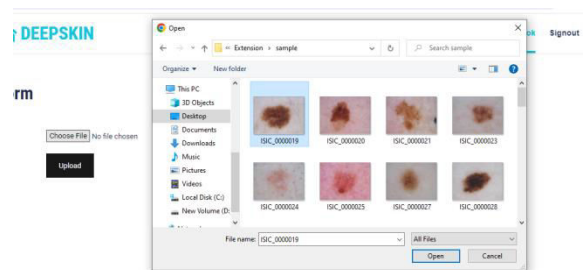 DEEPSKIN
Open
Signout
Extension › sample
Search sample
Organize
New folder
rm
This PC
3D Objects
Desktop
Documents
Downloads
Music
Pictures
Videos
Local Disk (C:)
New Volume (D:
Choose File No file chosen
Upload
ISIC_0000019
ISIC_0000020
ISIC_0000021
ISIC_0000023
ISIC_0000024
ISIC_0000025
ISIC_0000027
ISIC_0000028
File name: ISIC_0000019
All Files
Open
Cancel